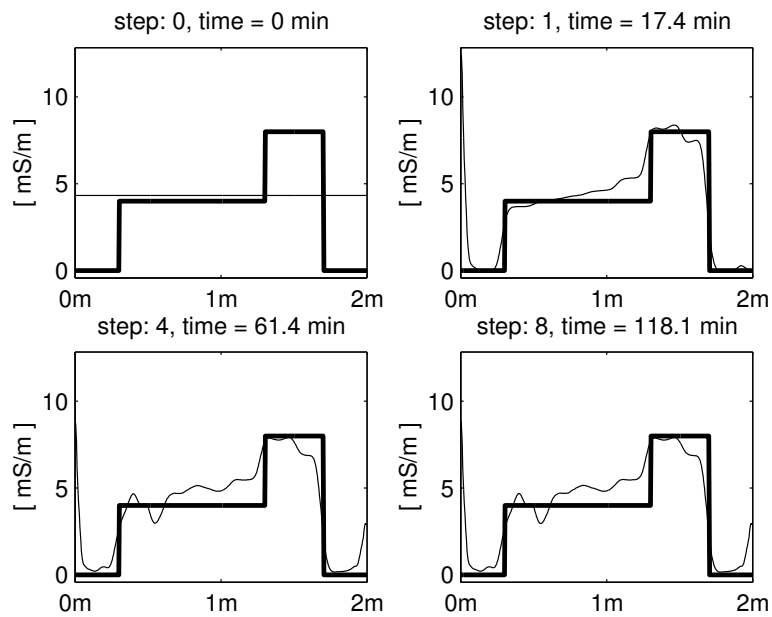 step: 0, time = 0 min
[ mS/m ]
10
5
0
0m 1m 2m
step: 1, time = 17.4 min
[ mS/m ]
10
5
0
0m 1m 2m
step: 4, time = 61.4 min
[ mS/m ]
10
5
0
0m 1m 2m
step: 8, time = 118.1 min
[ mS/m ]
10
5
0
0m 1m 2m